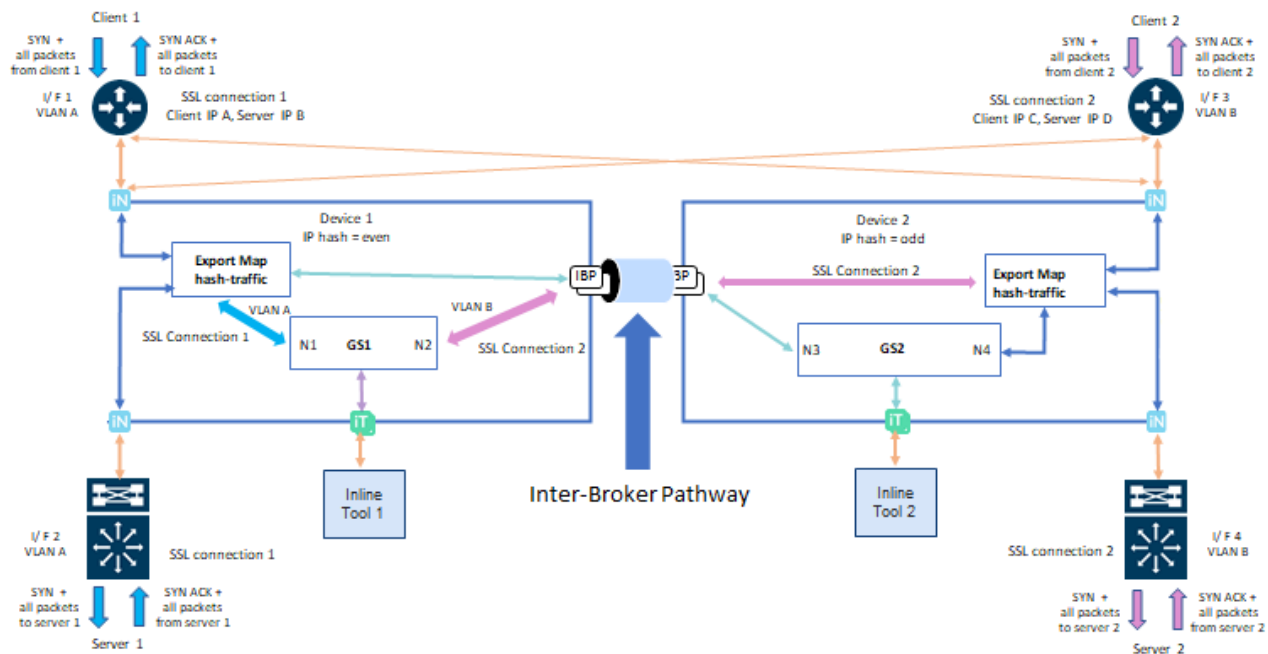 Client 1
SYN +
all packets
from client 1
SYN ACK +
all packets
to client 1
I/ F 1
VLAN A
SSL connection 1
Client IP A, Server IP B
Client 2
SYN +
all packets
from client 2
SYN ACK +
all packets
to client 2
SSL connection 2
Client IP C, Server IP D
I/ F 3
VLAN B
iN
iN
Device 1
IP hash = even
Device 2
IP hash = odd
Export Map
hash-traffic
IBP
BP
SSL Connection 2
Export Map
hash-traffic
VLAN A
SSL Connection 1
VLAN B
SSL Connection 2
N1
GS1
N2
N3
GS2
N4
iN
iT
iT
iN
Inline
Tool 1
Inter-Broker Pathway
Inline
Tool 2
I/ F 2
VLAN A
SSL connection 1
SYN +
all packets
to server 1
SYN ACK +
all packets
from server 1
Server 1
SSL connection 2
I/ F 4
VLAN B
SYN +
all packets
to server 2
SYN ACK +
all packets
from server 2
Server 2